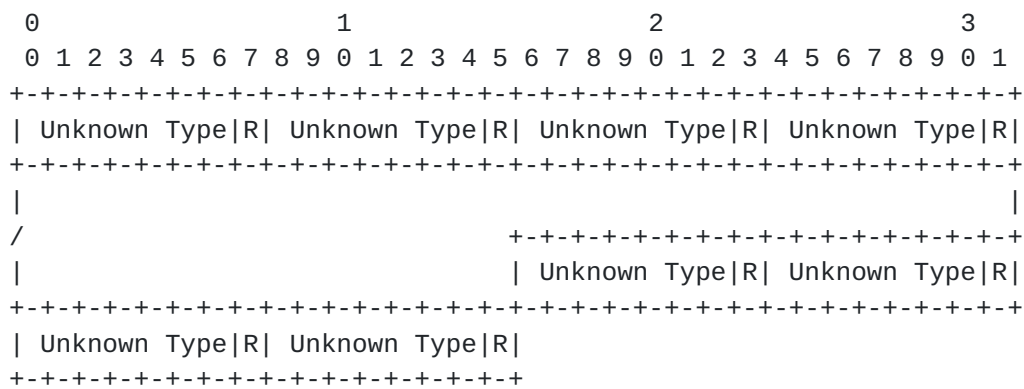 0                   1                   2                   3
 0 1 2 3 4 5 6 7 8 9 0 1 2 3 4 5 6 7 8 9 0 1 2 3 4 5 6 7 8 9 0 1
+-+-+-+-+-+-+-+-+-+-+-+-+-+-+-+-+-+-+-+-+-+-+-+-+-+-+-+-+-+-+-+-+
| Unknown Type|R| Unknown Type|R| Unknown Type|R| Unknown Type|R|
+-+-+-+-+-+-+-+-+-+-+-+-+-+-+-+-+-+-+-+-+-+-+-+-+-+-+-+-+-+-+-+-+
|                                                               |
/                               +-+-+-+-+-+-+-+-+-+-+-+-+-+-+-+-+
|                               | Unknown Type|R| Unknown Type|R|
+-+-+-+-+-+-+-+-+-+-+-+-+-+-+-+-+-+-+-+-+-+-+-+-+-+-+-+-+-+-+-+-+
| Unknown Type|R| Unknown Type|R|
+-+-+-+-+-+-+-+-+-+-+-+-+-+-+-+-+